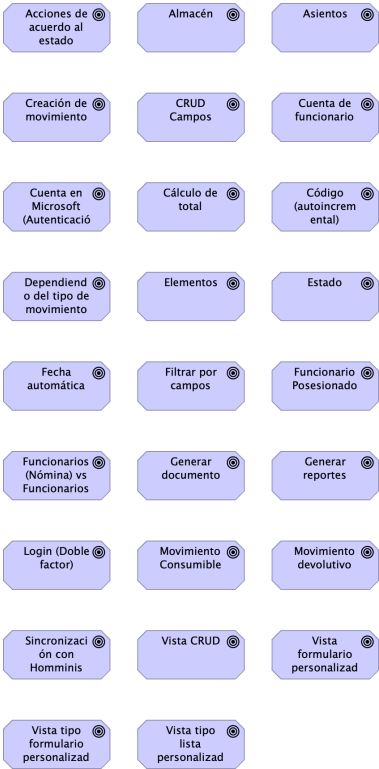 Acciones de
acuerdo al
estado
Almacén
Asientos
Creación de
movimiento
CRUD
Campos
Cuenta de
funcionario
Cuenta en
Microsoft
(Autenticació
Cálculo de
total
Código
(autoincrem
ental)
Dependiend
o del tipo de
movimiento
Elementos
Estado
Fecha
automática
Filtrar por
campos
Funcionario
Posesionado
Funcionarios
(Nómina) vs
Funcionarios
Generar
documento
Generar
reportes
Login (Doble
factor)
Movimiento
Consumible
Movimiento
devolutivo
Sincronizaci
ón con
Homminis
Vista CRUD
Vista
formulario
personalizad
Vista tipo
formulario
personalizad
Vista tipo
lista
personalizad